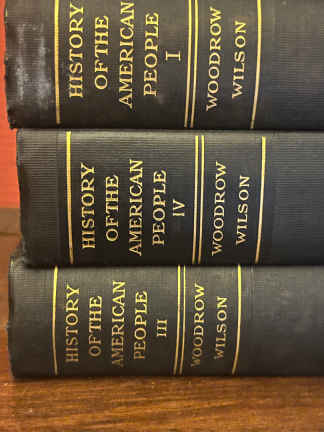 HISTORY
OF THE
AMERICAN
PEOPLE
I
WOODROW
WILSON
HISTORY
OF THE
AMERICAN
PEOPLE
IV
WOODROW
WILSON
HISTORY
OF THE
AMERICAN
PEOPLE
III
WOODROW
WILSON